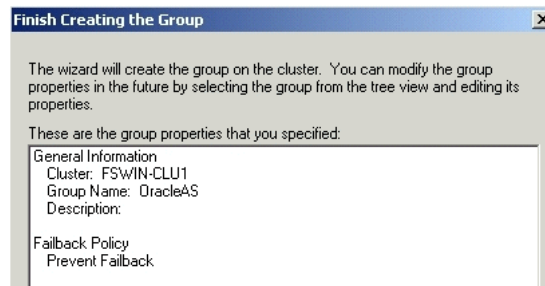 Finish Creating the Group
The wizard will create the group on the cluster. You can modify the group
properties in the future by selecting the group from the tree view and editing its
properties.
These are the group properties that you specified:
General Information
Cluster: FSWIN-CLU1
Group Name: OracleAS
Description:
Failback Policy
Prevent Failback